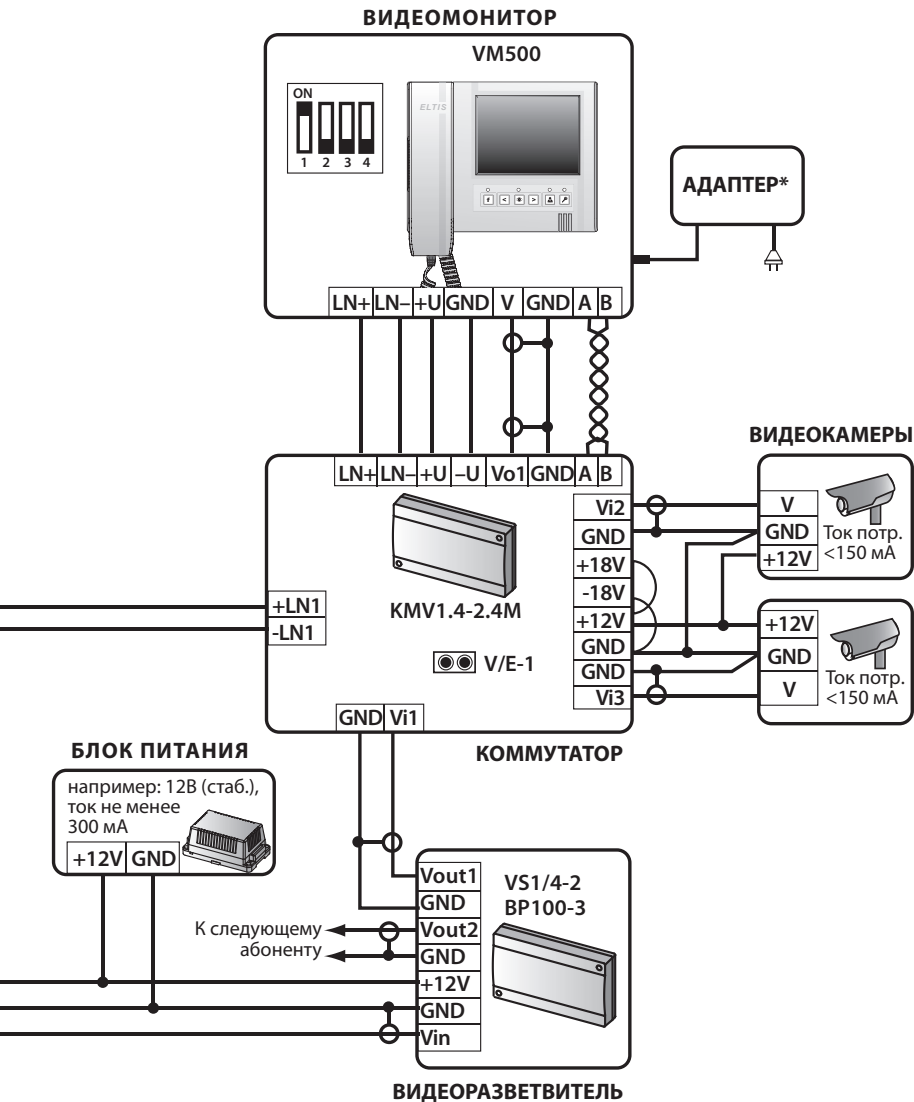 ВИДЕОМОНИТОР
VM500
ON
1 2 3 4
ELTIS
АДАПТЕР*
LN+ LN– +U GND V GND A B
ВИДЕОКАМЕРЫ
LN+ LN– +U –U Vo1 GND A B
Vi2
GND
+18V
-18V
+12V
GND
GND
Vi3
V
GND
+12V
Ток потр.
<150 мА
+12V
GND
V
Ток потр.
<150 мА
+LN1
-LN1
KMV1.4-2.4M
V/E-1
GND Vi1
КОММУТАТОР
БЛОК ПИТАНИЯ
например: 12В (стаб.),
ток не менее
300 мА
+12V GND
Vout1
GND
Vout2
GND
+12V
GND
Vin
VS1/4-2
BP100-3
К следующему
абоненту
ВИДЕОРАЗВЕТВИТЕЛЬ